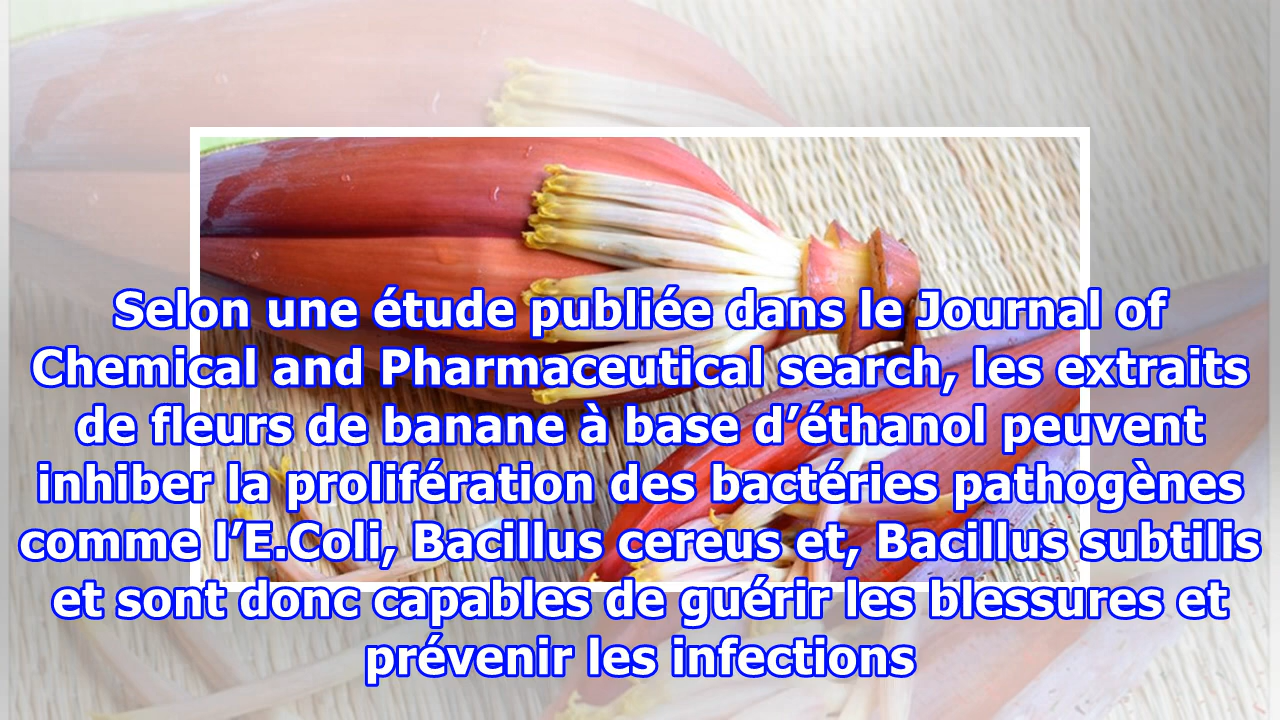 Selon une étude publiée dans le Journal of
Chemical and Pharmaceutical search, les extraits
de fleurs de banane à base d’éthanol peuvent
inhiber la prolifération des bactéries pathogènes
comme l’E.Coli, Bacillus cereus et, Bacillus subtilis
et sont donc capables de guérir les blessures et
prévenir les infections